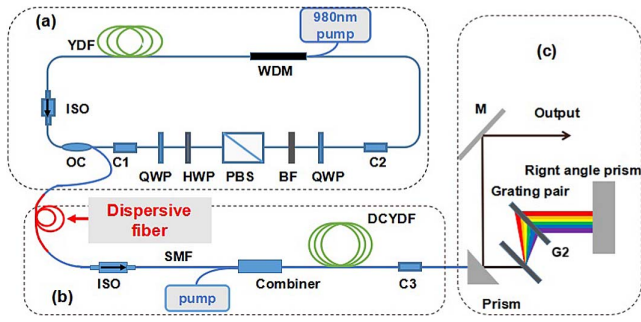 (a)
980nm
pump
YDF
WDM
ISO
OC
C1
QWP
HWP
PBS
BF
QWP
C2
Dispersive
fiber
(b)
ISO
SMF
pump
Combiner
DCYDF
C3
(c)
M
Output
Rignt angle prism
Grating pair
G2
Prism